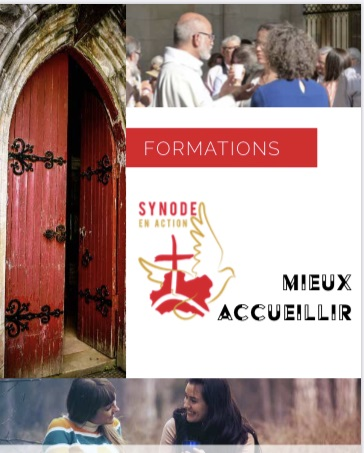 FORMATIONS
SYNODE
EN ACTION
MIEUX
ACCUEILLIR